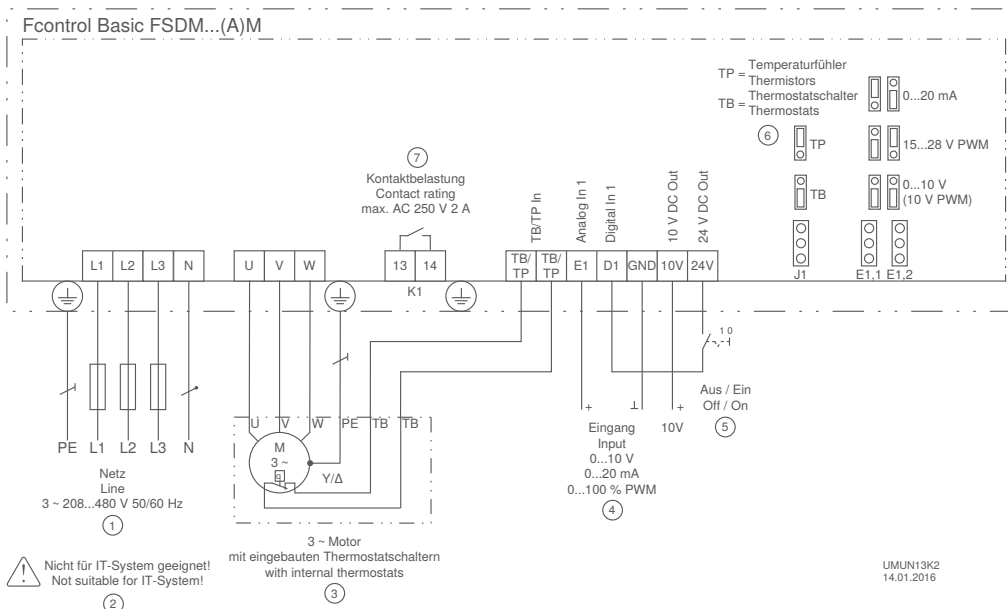 Fcontrol Basic FSDM...(A)M
TP = Temperaturfühler
Thermistors
TB = Thermostatschalter
Thermostats
6
0...20 mA
TP
15...28 V PWM
TB
0...10 V
(10 V PWM)
J1
E1,1 E1,2
7
Kontaktbelastung
Contact rating
max. AC 250 V 2 A
TB/TP In
Analog In 1
Digital In 1
10 V DC Out
24 V DC Out
L1 L2 L3 N
U V W
13 14
K1
TB/TP TB/TP E1 D1 GND 10V 24V
1 0
Aus / Ein
Off / On
5
+ ⊥ +
10V
Eingang
Input
0...10 V
0...20 mA
0...100 % PWM
4
PE L1 L2 L3 N
Netz
Line
3 ~ 208...480 V 50/60 Hz
1
U V W PE TB TB
M
3 ~
Y/Δ
3 ~ Motor
mit eingebauten Thermostatschaltern
with internal thermostats
3
Nicht für IT-System geeignet!
Not suitable for IT-System!
2
UMUN13K2
14.01.2016